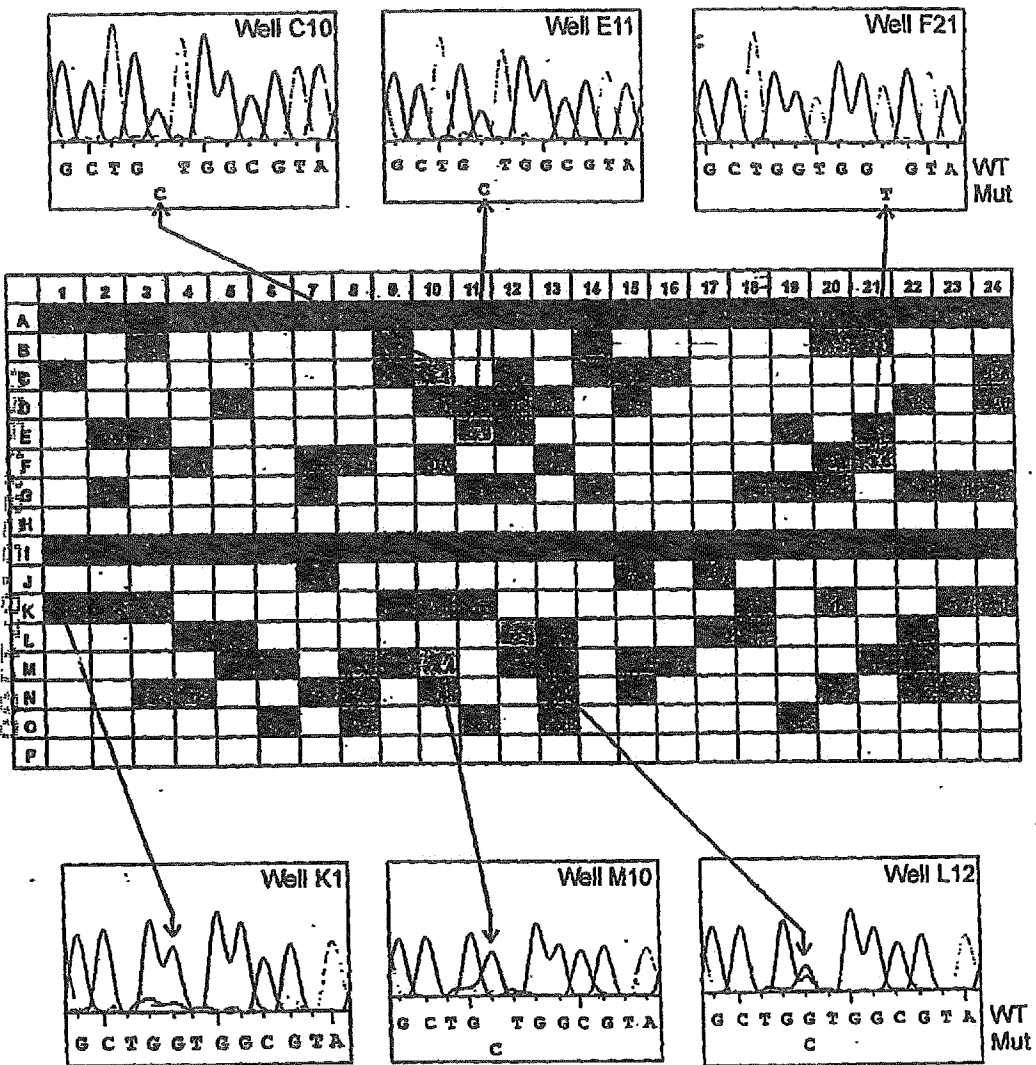 Well C10
G C T G T G G C G T A
C
Well E11
G C T G T G G C G T A
C
Well F21
G C T G G T G G G T A WT
T Mut
1 2 3 4 5 6 7 8 9 10 11 12 13 14 15 16 17 18 19 20 21 22 23 24
A
B
C
D
E
F
G
H
I
J
K
L
M
N
O
P
Well K1
G C T G G T G G C G T A
Well M10
G C T G T G G C G T A
C
Well L12
G C T G G T G G C G T A WT
C Mut